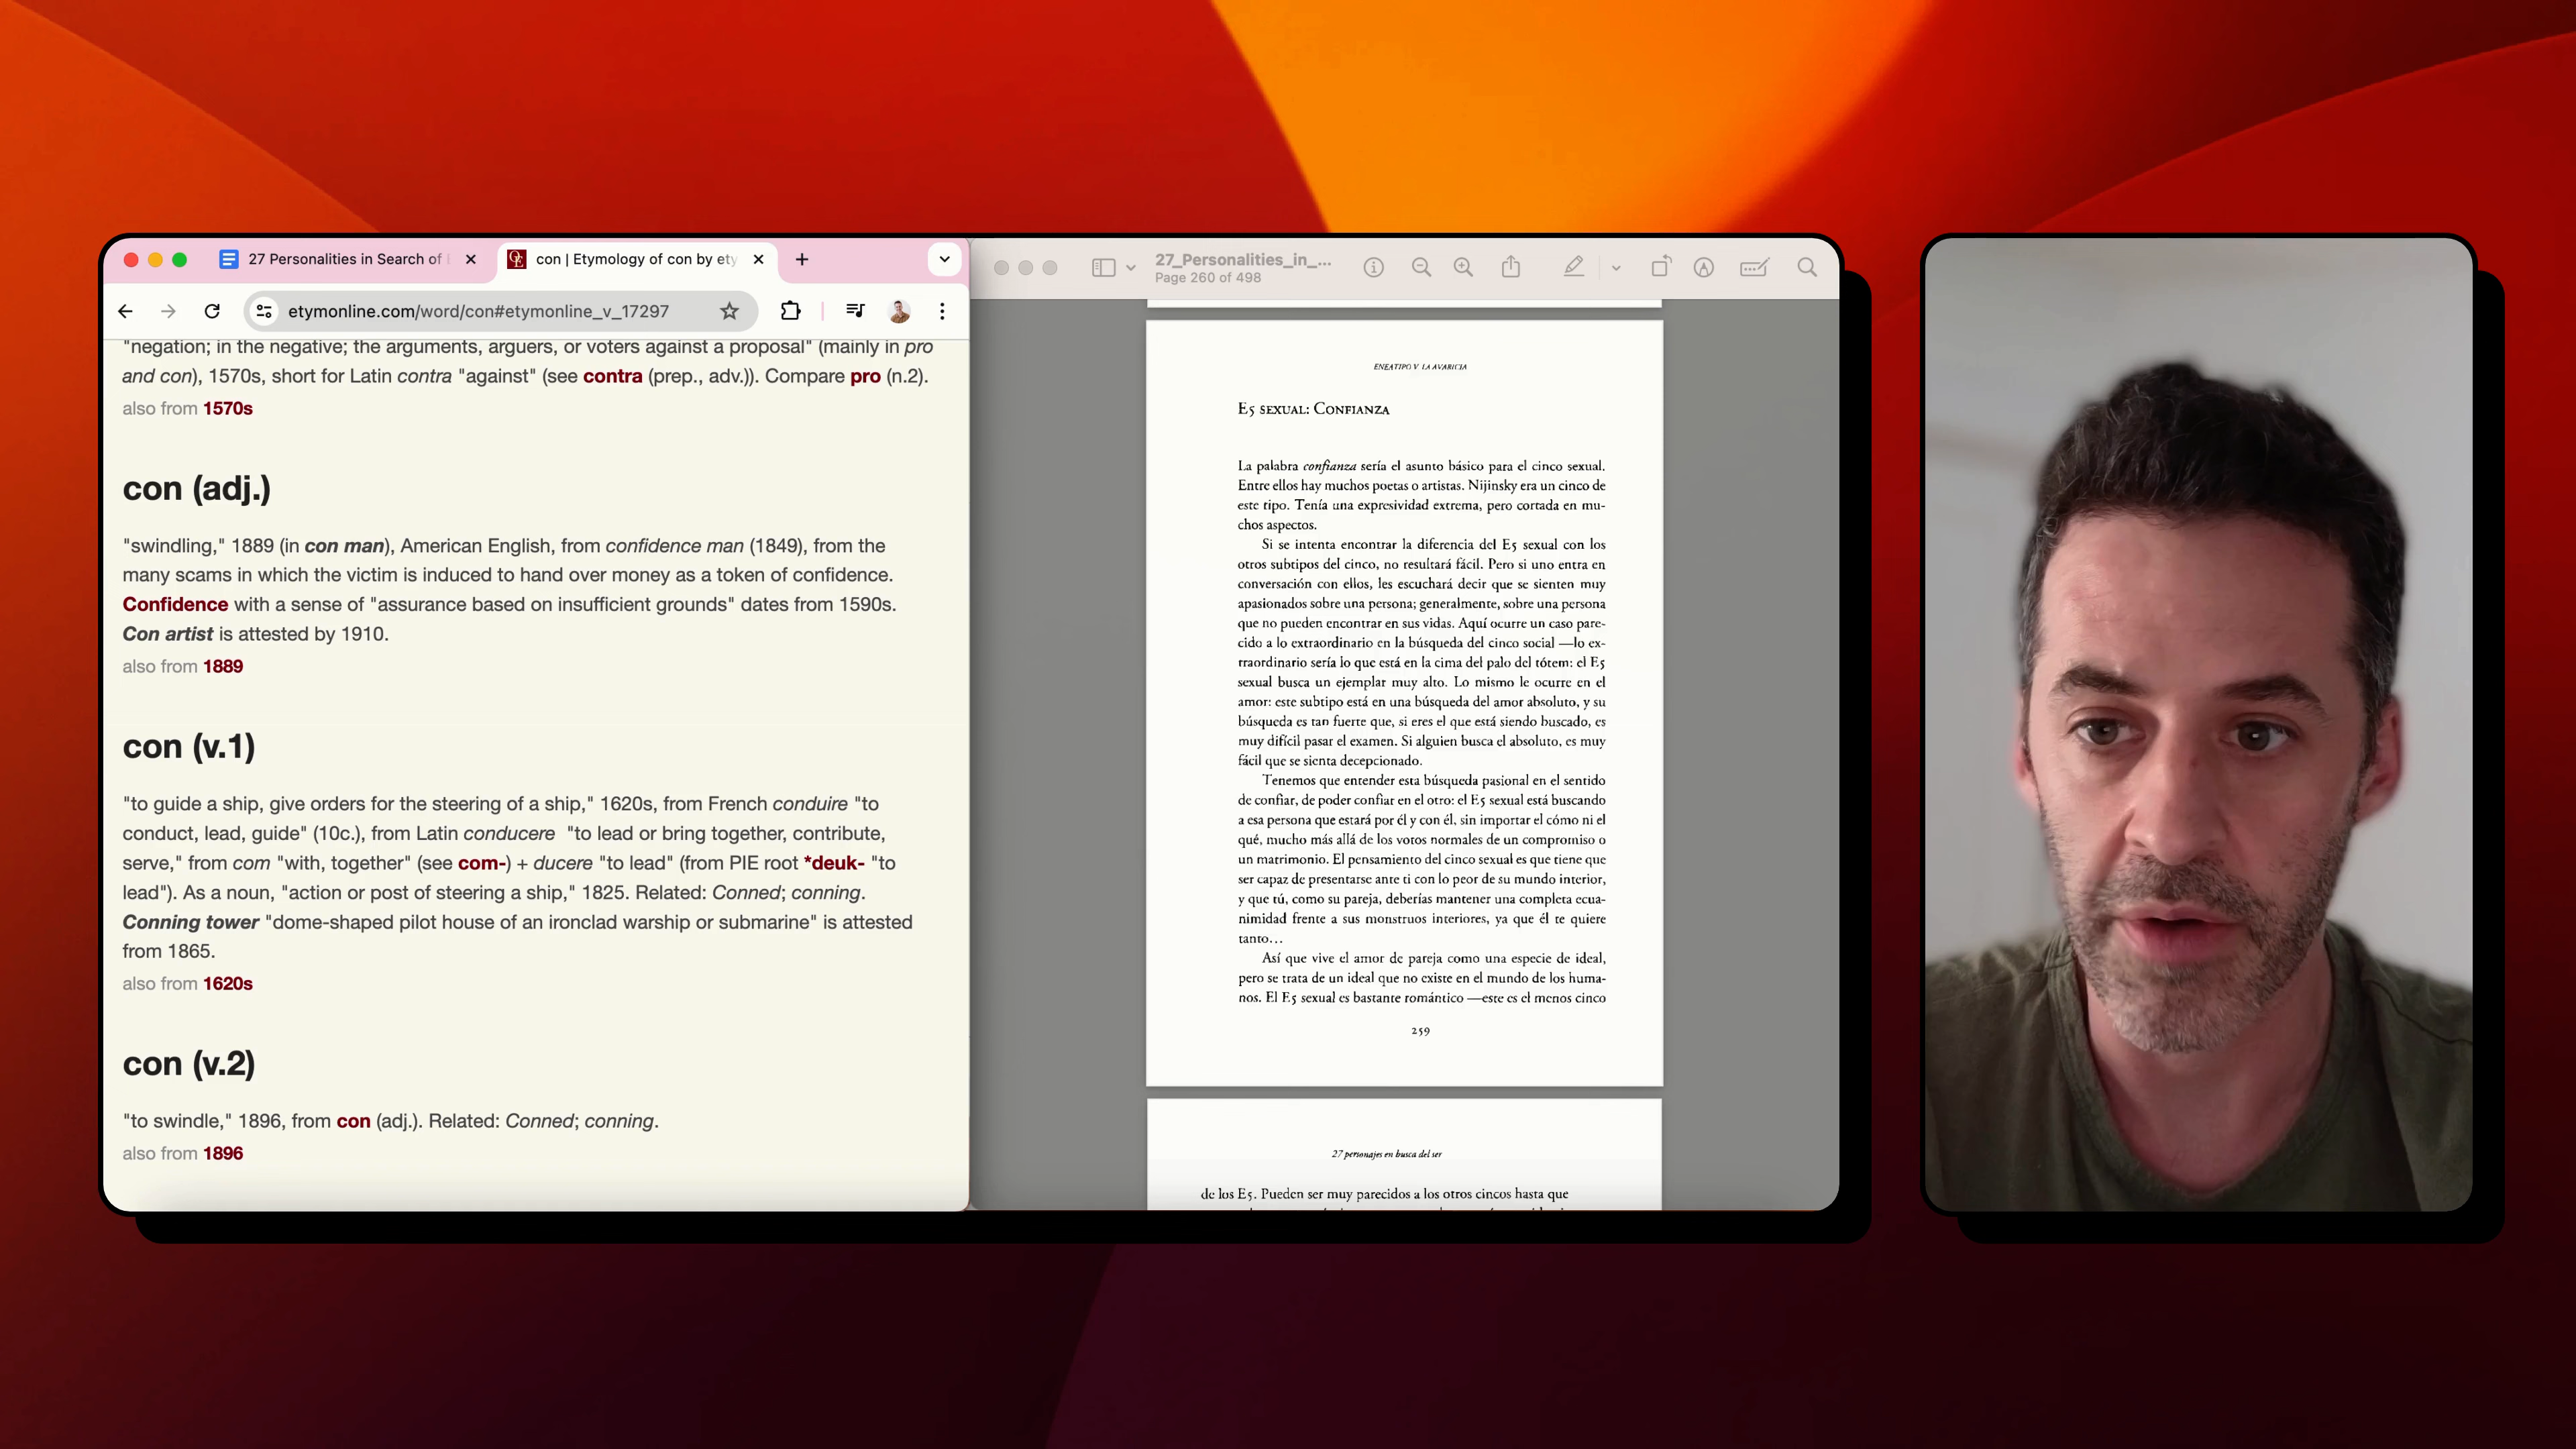 27 Personalities in Search of
con | Etymology of con by ety
etymonline.com/word/con#etymonline_v_17297
"negation; in the negative; the arguments, arguers, or voters against a proposal" (mainly in pro
and con), 1570s, short for Latin contra "against" (see contra (prep., adv.)). Compare pro (n.2).
also from 1570s
con (adj.)
"swindling," 1889 (in con man), American English, from confidence man (1849), from the
many scams in which the victim is induced to hand over money as a token of confidence.
Confidence with a sense of "assurance based on insufficient grounds" dates from 1590s.
Con artist is attested by 1910.
also from 1889
con (v.1)
"to guide a ship, give orders for the steering of a ship," 1620s, from French conduire "to
conduct, lead, guide" (10c.), from Latin conducere "to lead or bring together, contribute,
serve," from com "with, together" (see com-) + ducere "to lead" (from PIE root *deuk- "to
lead"). As a noun, "action or post of steering a ship," 1825. Related: Conned; conning.
Conning tower "dome-shaped pilot house of an ironclad warship or submarine" is attested
from 1865.
also from 1620s
con (v.2)
"to swindle," 1896, from con (adj.). Related: Conned; conning.
also from 1896
27_Personalities_in_...
Page 260 of 498
ENEATIPO V. LA AVARICIA
E5 SEXUAL: CONFIANZA
La palabra confianza sería el asunto básico para el cinco sexual.
Entre ellos hay muchos poetas o artistas. Nijinsky era un cinco de
este tipo. Tenía una expresividad extrema, pero cortada en mu-
chos aspectos.
Si se intenta encontrar la diferencia del E5 sexual con los
otros subtipos del cinco, no resultará fácil. Pero si uno entra en
conversación con ellos, les escuchará decir que se sienten muy
apasionados sobre una persona; generalmente, sobre una persona
que no pueden encontrar en sus vidas. Aquí ocurre un caso pare-
cido a lo extraordinario en la búsqueda del cinco social —lo ex-
traordinario sería lo que está en la cima del palo del tótem: el E5
sexual busca un ejemplar muy alto. Lo mismo le ocurre en el
amor: este subtipo está en una búsqueda del amor absoluto, y su
búsqueda es tan fuerte que, si eres el que está siendo buscado, es
muy difícil pasar el examen. Si alguien busca el absoluto, es muy
fácil que se sienta decepcionado.
Tenemos que entender esta búsqueda pasional en el sentido
de confiar, de poder confiar en el otro: el E5 sexual está buscando
a esa persona que estará por él y con él, sin importar el cómo ni el
qué, mucho más allá de los votos normales de un compromiso o
un matrimonio. El pensamiento del cinco sexual es que tiene que
ser capaz de presentarse ante ti con lo peor de su mundo interior,
y que tú, como su pareja, deberías mantener una completa ecua-
nimidad frente a sus monstruos interiores, ya que él te quiere
tanto...
Así que vive el amor de pareja como una especie de ideal,
pero se trata de un ideal que no existe en el mundo de los huma-
nos. El E5 sexual es bastante romántico —este es el menos cinco
259
27 personajes en busca del ser
de los E5. Pueden ser muy parecidos a los otros cincos hasta que